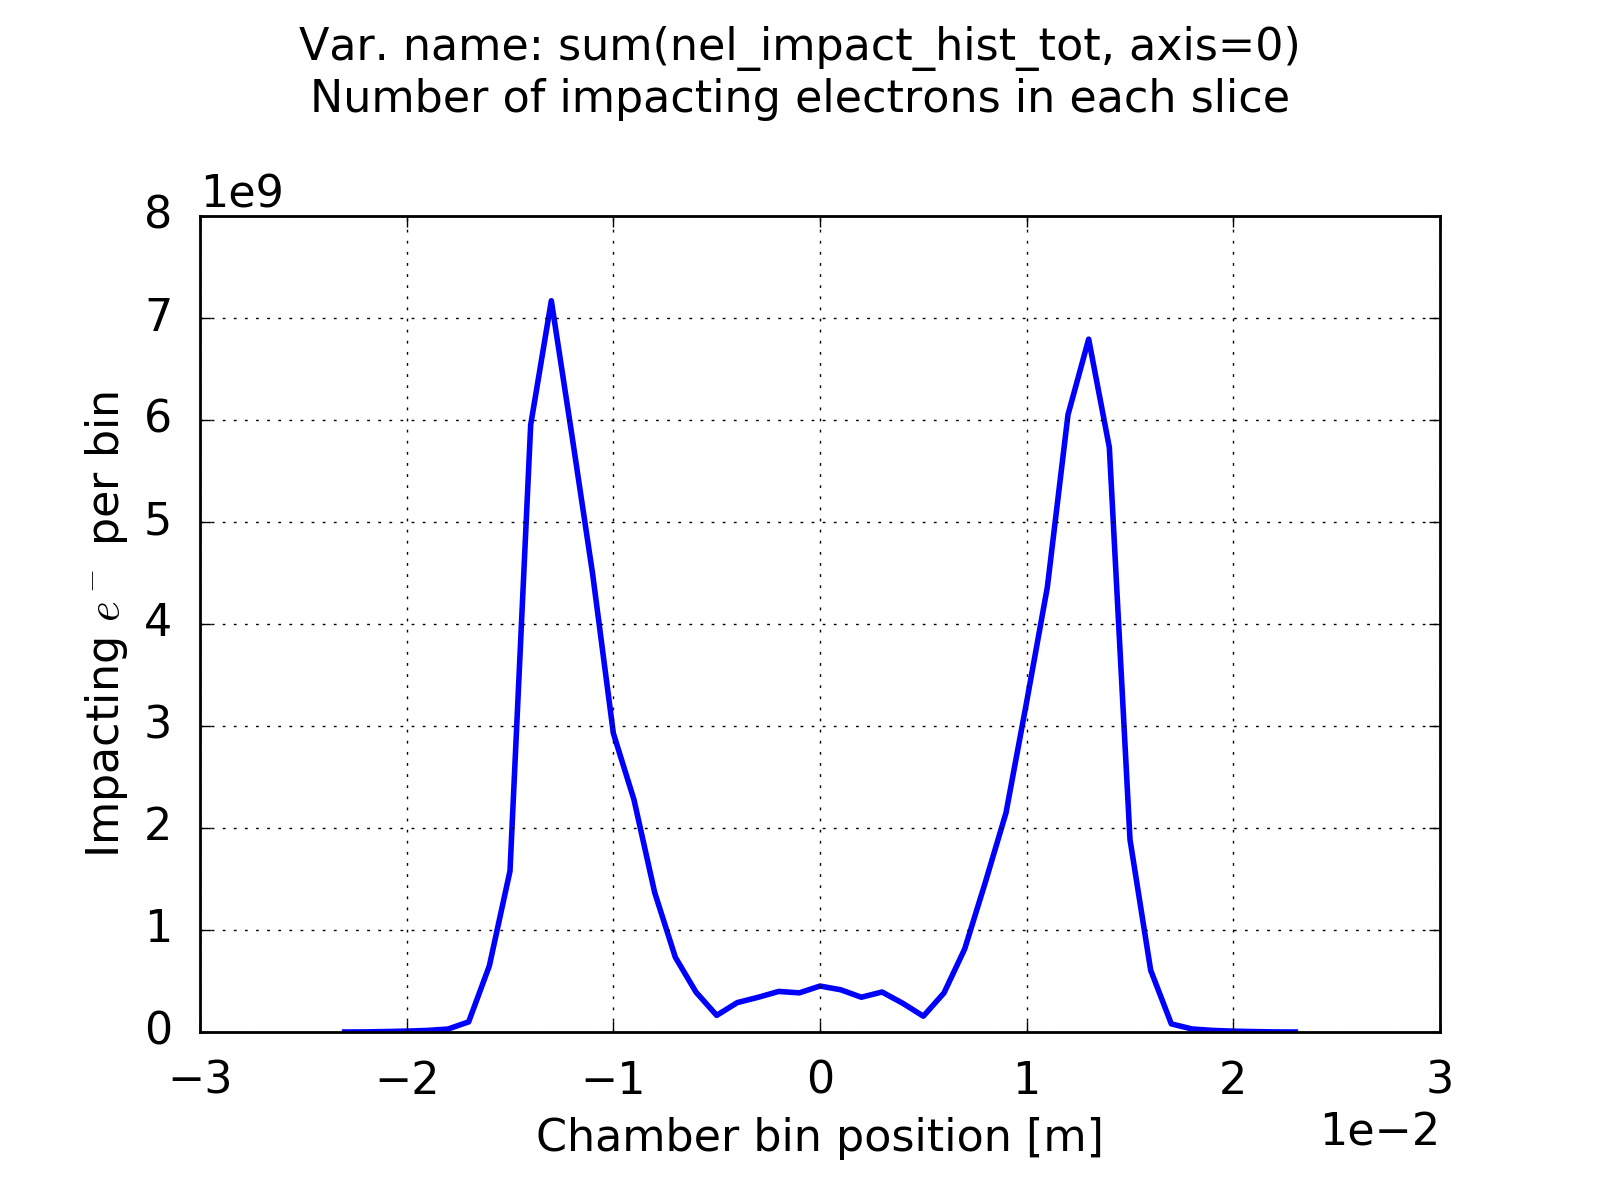 Var. name: sum(nel_impact_hist_tot, axis=0)
Number of impacting electrons in each slice
1e9
8
7
6
5
4
3
2
1
0
Impacting e⁻ per bin
−3 −2 −1 0 1 2 3
1e−2
Chamber bin position [m]